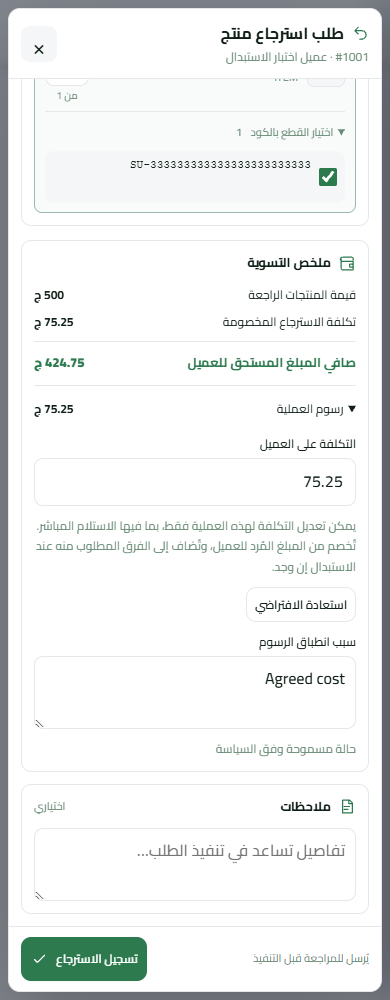 طلب استرجاع منتج
#1001 · عميل اختبار الاستبدال
من 1
اختيار القطع بالكود 1
SU-33333333333333333333333
ملخص التسوية
قيمة المنتجات الراجعة 500 ج
تكلفة الاسترجاع المخصومة 75.25 ج
صافي المبلغ المستحق للعميل 424.75 ج
رسوم العملية 75.25 ج
التكلفة على العميل
75.25
يمكن تعديل التكلفة لهذه العملية فقط، بما فيها الاستلام المباشر.
تُخصم من المبلغ المُرد للعميل، وتُضاف إلى الفرق المطلوب منه عند
الاستبدال إن وجد.
استعادة الافتراضي
سبب انطباق الرسوم
Agreed cost
حالة مسموحة وفق السياسة
ملاحظات اختياري
تفاصيل تساعد في تنفيذ الطلب...
يُرسل للمراجعة قبل التنفيذ
تسجيل الاسترجاع